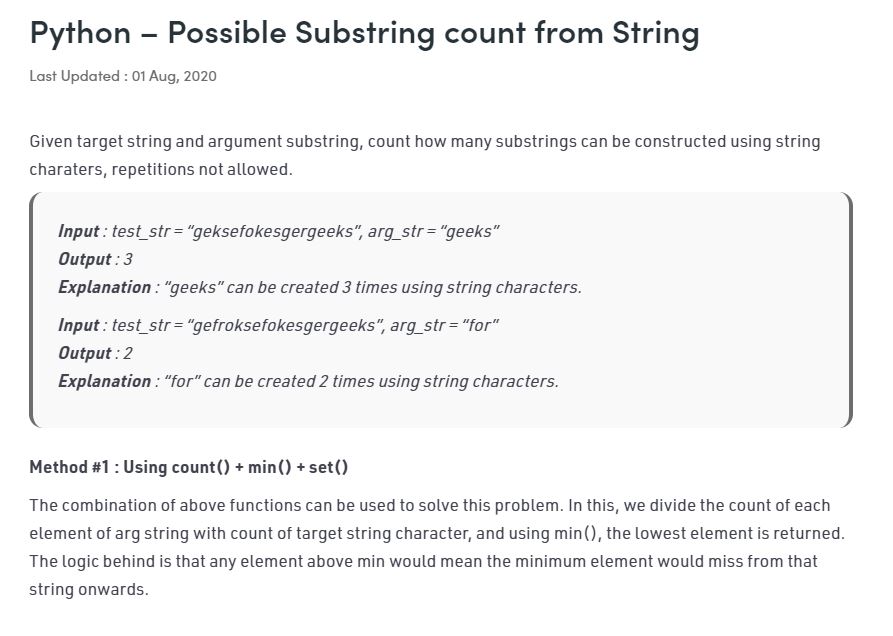 Python – Possible Substring count from String
Last Updated : 01 Aug, 2020
Given target string and argument substring, count how many substrings can be constructed using string
charaters, repetitions not allowed.
Input : test_str = “geksefokesgergeeks”, arg_str = “geeks”
Output : 3
Explanation : “geeks” can be created 3 times using string characters.
Input : test_str = “gefroksefokesgergeeks”, arg_str = “for”
Output : 2
Explanation : “for” can be created 2 times using string characters.
Method #1 : Using count() + min() + set()
The combination of above functions can be used to solve this problem. In this, we divide the count of each
element of arg string with count of target string character, and using min(), the lowest element is returned.
The logic behind is that any element above min would mean the minimum element would miss from that
string onwards.